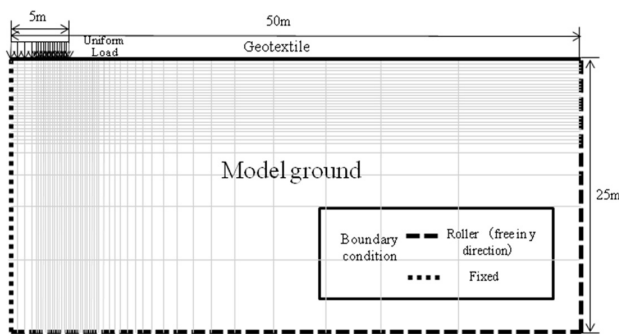 5m
50m
Uniform
Load
Geotextile
Model ground
25m
Boundary
condition
Roller (free in y
direction)
Fixed